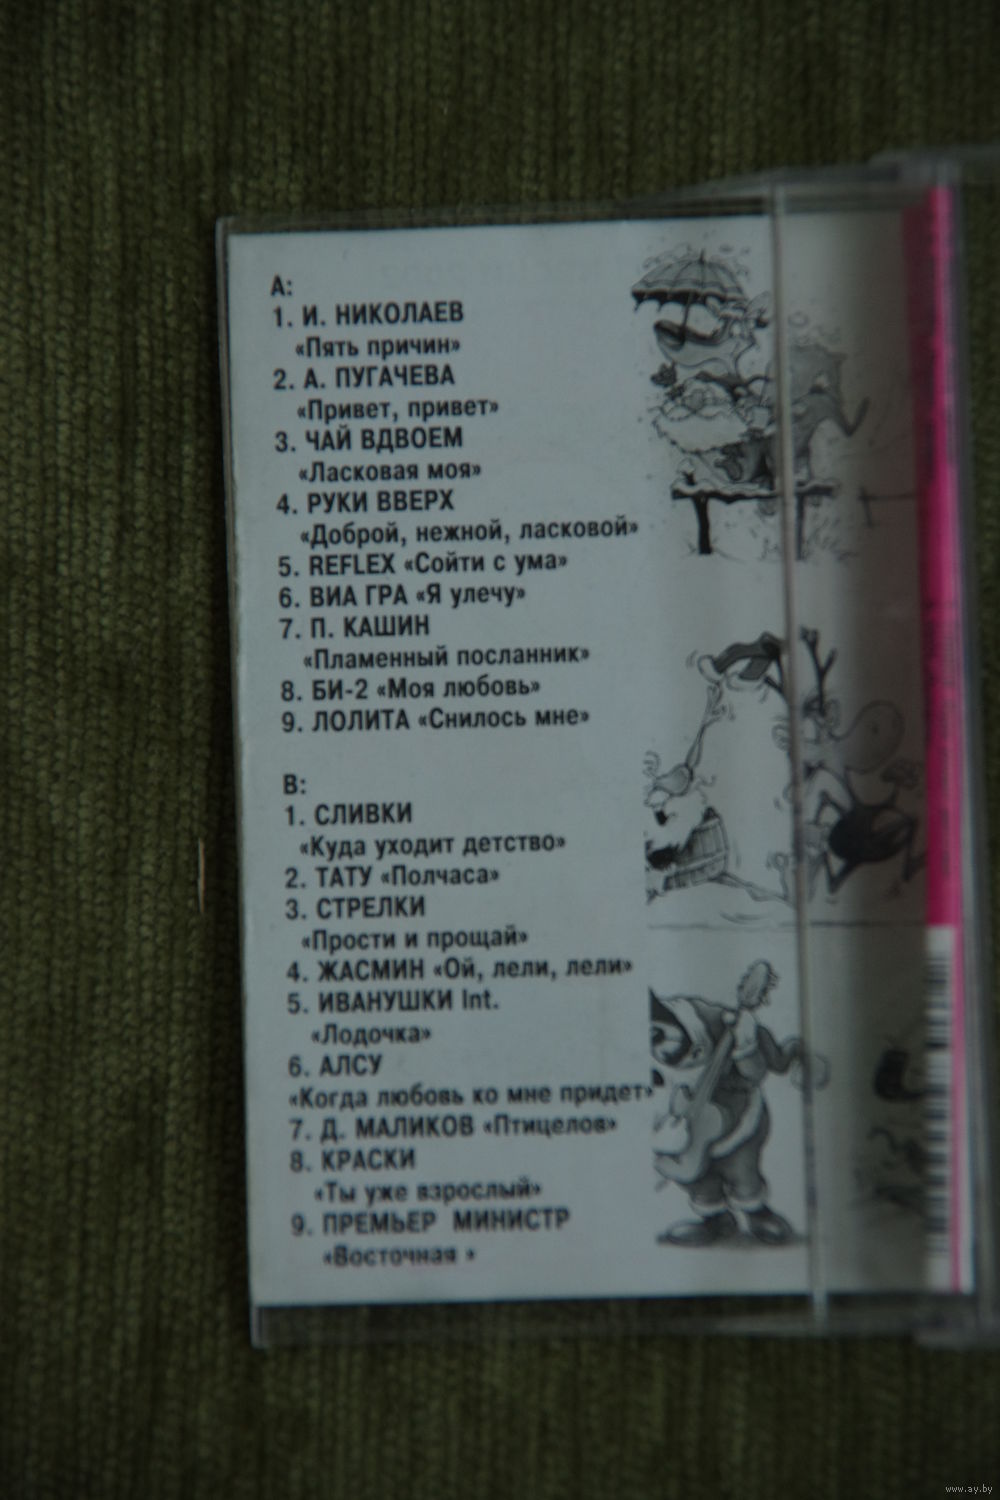 А:
1. И. НИКОЛАЕВ
«Пять причин»
2. А. ПУГАЧЕВА
«Привет, привет»
3. ЧАЙ ВДВОЕМ
«Ласковая моя»
4. РУКИ ВВЕРХ
«Доброй, нежной, ласковой»
5. REFLEX «Сойти с ума»
6. ВИА ГРА «Я улечу»
7. П. КАШИН
«Пламенный посланник»
8. БИ-2 «Моя любовь»
9. ЛОЛИТА «Снилось мне»
В:
1. СЛИВКИ
«Куда уходит детство»
2. ТАТУ «Полчаса»
3. СТРЕЛКИ
«Прости и прощай»
4. ЖАСМИН «Ой, лели, лели»
5. ИВАНУШКИ Int.
«Лодочка»
6. АЛСУ
«Когда любовь ко мне придет»
7. Д. МАЛИКОВ «Птицелов»
8. КРАСКИ
«Ты уже взрослый»
9. ПРЕМЬЕР МИНИСТР
«Восточная »
www.ay.by